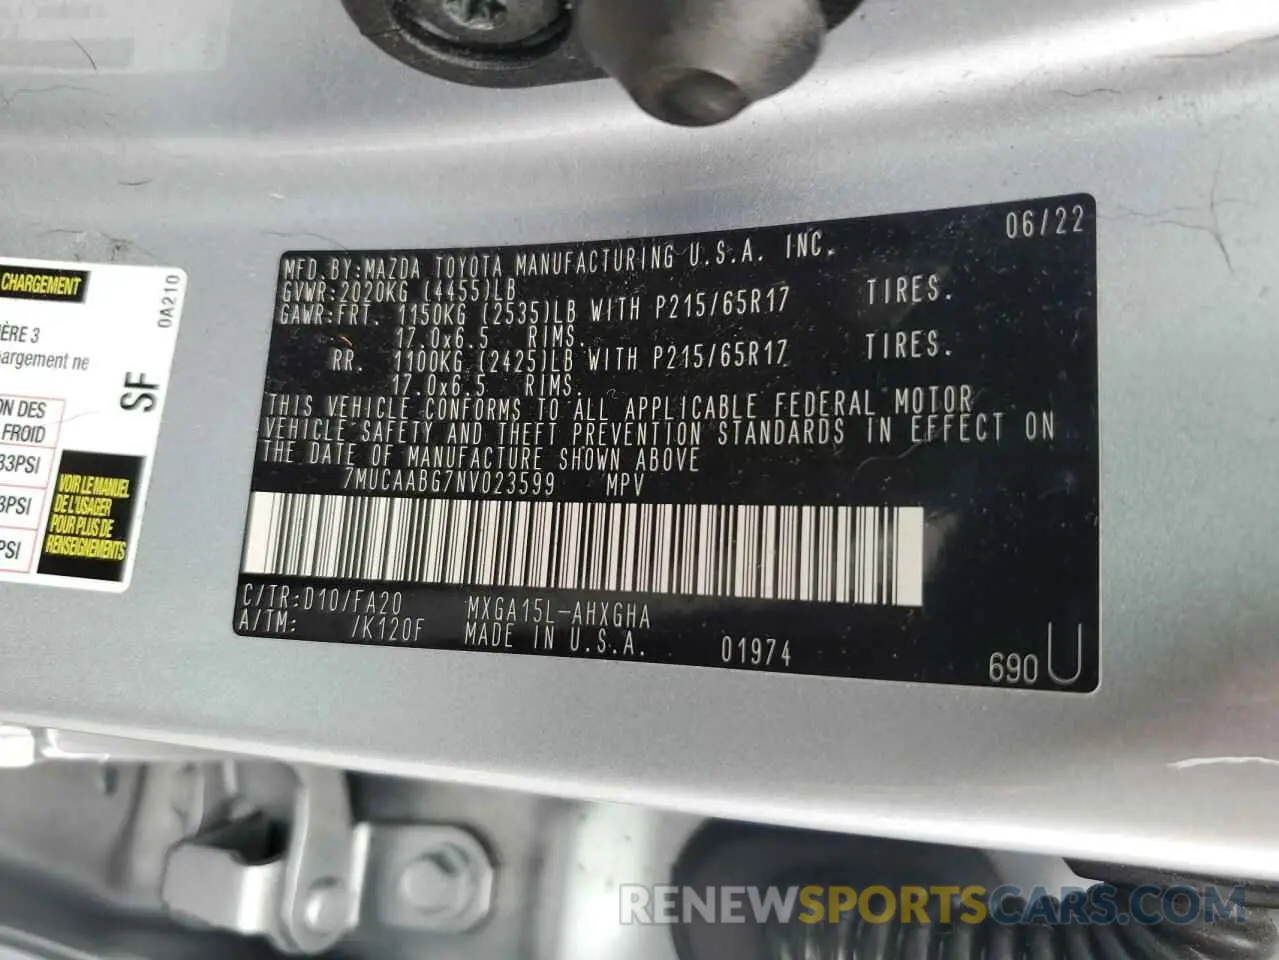 CHARGEMENT
0A210
IÈRE 3
argement ne
SF
ON DES
FROID
33PSI
3PSI
PSI
VOIR LE MANUEL
DE L'USAGER
POUR PLUS DE
RENSEIGNEMENTS
06/22
MFD. BY:MAZDA TOYOTA MANUFACTURING U.S.A. INC.
GVWR:2020KG (4455)LB
GAWR:FRT. 1150KG (2535)LB WITH P215/65R17 TIRES.
17.0x6.5 RIMS.
RR. 1100KG (2425)LB WITH P215/65R17 TIRES.
17.0x6.5 RIMS.
THIS VEHICLE CONFORMS TO ALL APPLICABLE FEDERAL MOTOR
VEHICLE SAFETY AND THEFT PREVENTION STANDARDS IN EFFECT ON
THE DATE OF MANUFACTURE SHOWN ABOVE
7MUCAABG7NV023599 MPV
C/TR:D10/FA20 MXGA15L-AHXGHA
A/TM: /K120F MADE IN U.S.A. 01974
690 U
RENEWSPORTSCARS.COM